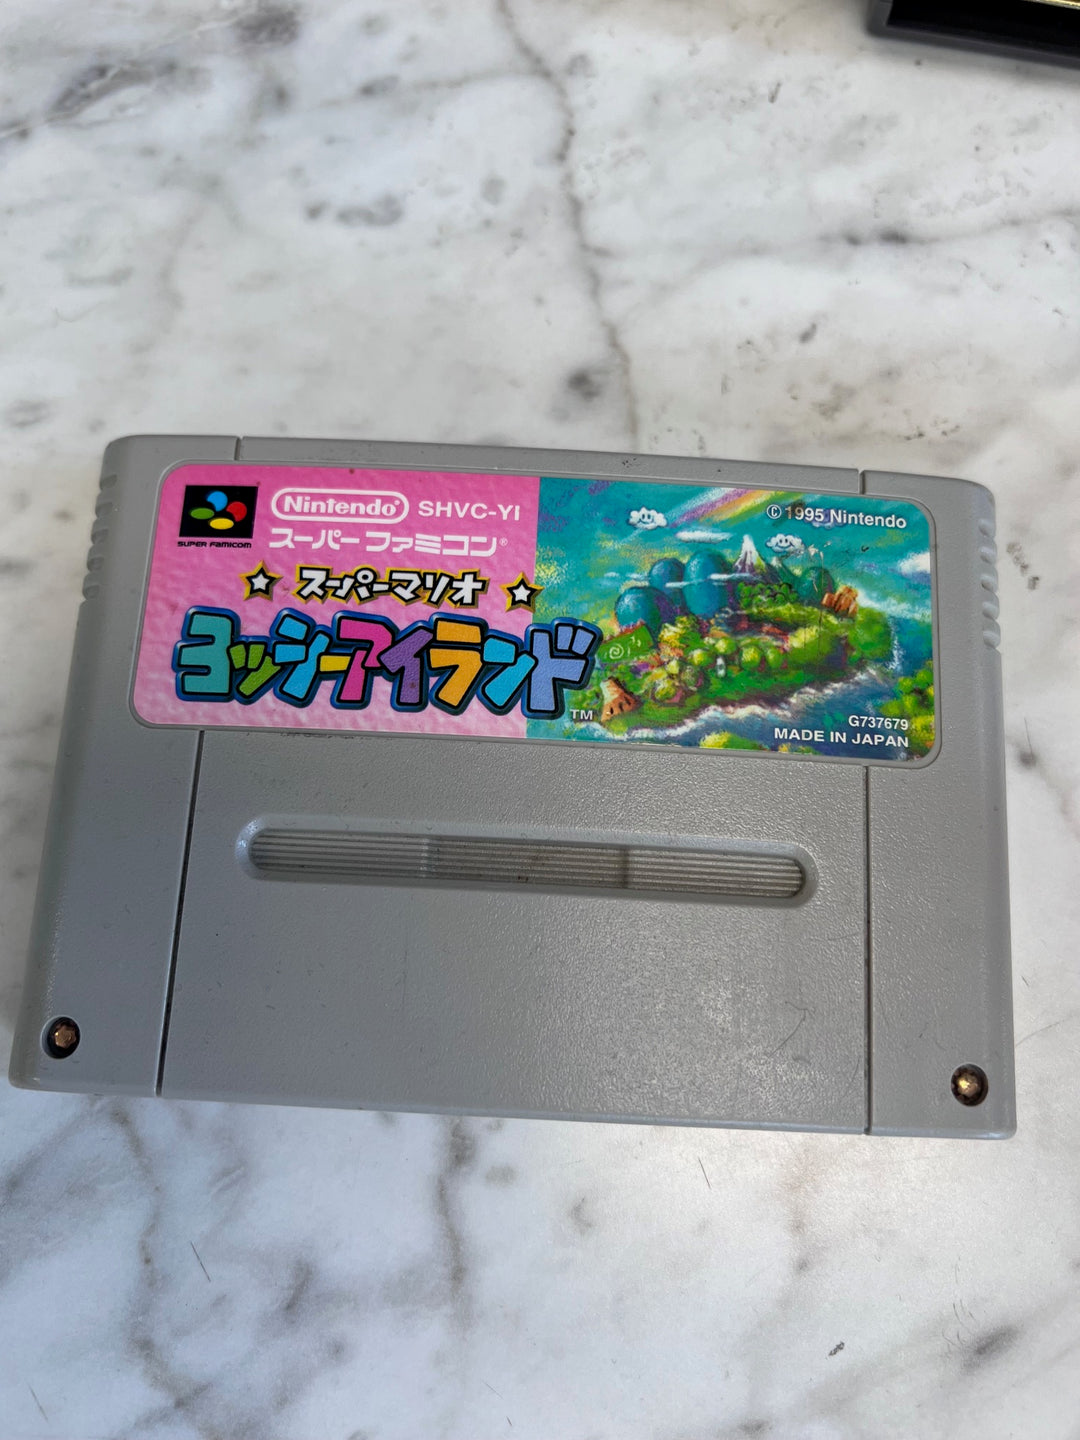 Nintendo® SHVC-YI
スーパーファミコン®
SUPER FAMICOM
スーパーマリオ
ヨッシーアイランド
TM
© 1995 Nintendo
G737679
MADE IN JAPAN